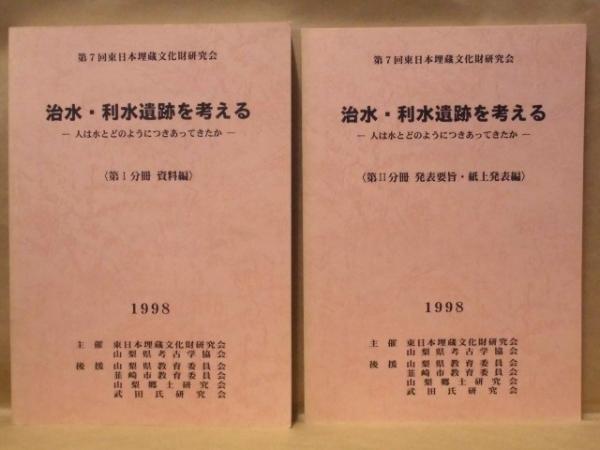 第7回東日本埋蔵文化財研究会
治水・利水遺跡を考える
― 人は水とどのようにつきあってきたか ―
〈第Ⅰ分冊 資料編〉
1998
主催 東日本埋蔵文化財研究会
山梨県考古学協会
後援 山梨県教育委員会
韮崎市教育委員会
山梨郷土研究会
武田氏研究会
第7回東日本埋蔵文化財研究会
治水・利水遺跡を考える
― 人は水とどのようにつきあってきたか ―
〈第Ⅱ分冊 発表要旨・紙上発表編〉
1998
主催 東日本埋蔵文化財研究会
山梨県考古学協会
後援 山梨県教育委員会
韮崎市教育委員会
山梨郷土研究会
武田氏研究会